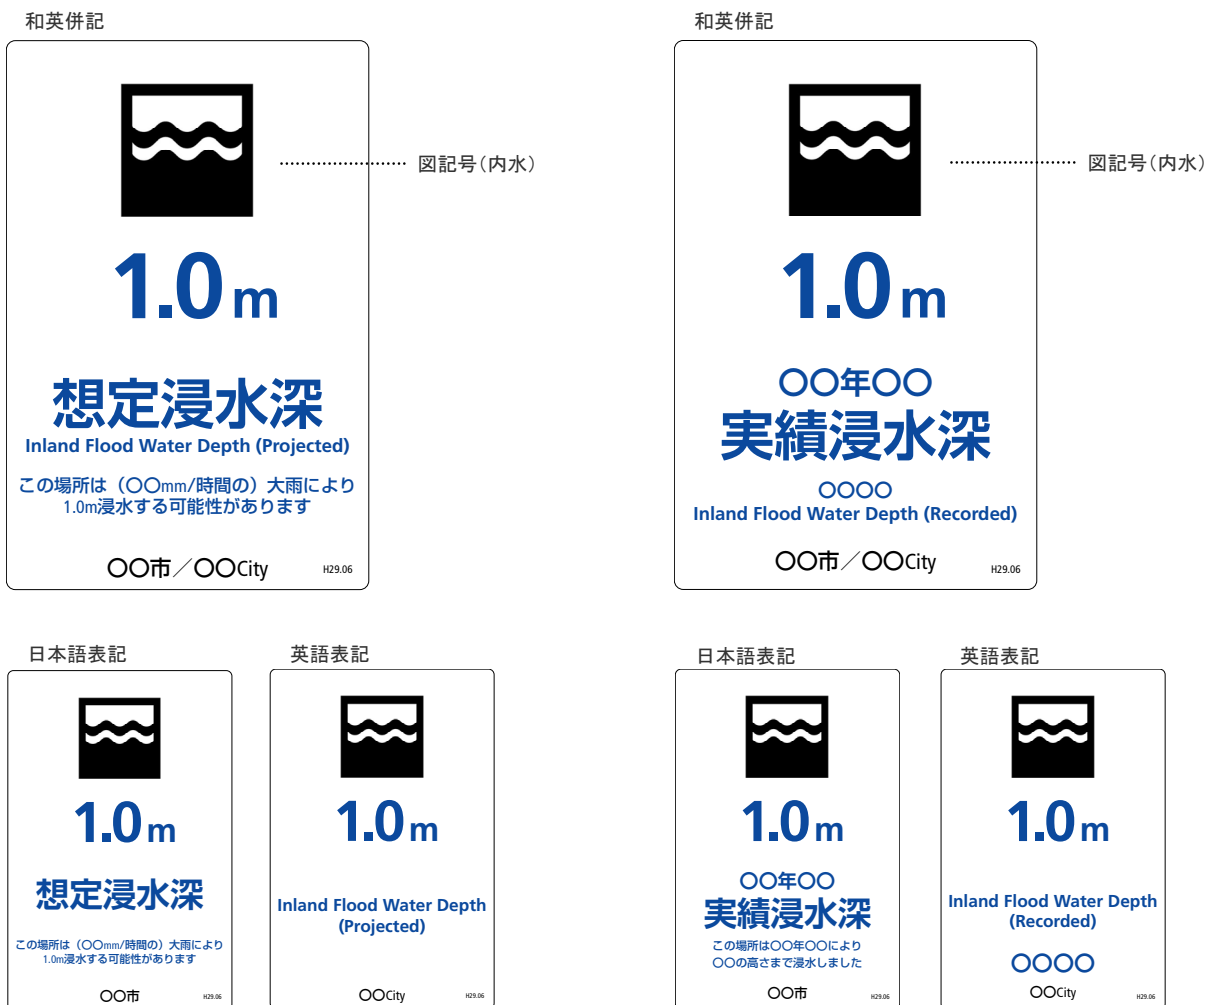 和英併記
1.0 m
図記号(内水)
想定浸水深
Inland Flood Water Depth (Projected)
この場所は（〇〇mm/時間の）大雨により
1.0m浸水する可能性があります
〇〇市／〇〇City
H29.06
和英併記
図記号(内水)
1.0 m
〇〇年〇〇
実績浸水深
〇〇〇〇
Inland Flood Water Depth (Recorded)
〇〇市／〇〇City
H29.06
日本語表記
1.0 m
想定浸水深
この場所は（〇〇mm/時間の）大雨により
1.0m浸水する可能性があります
〇〇市
H29.06
英語表記
1.0 m
Inland Flood Water Depth
(Projected)
〇〇City
H29.06
日本語表記
1.0 m
〇〇年〇〇
実績浸水深
この場所は〇〇年〇〇により
〇〇の高さまで浸水しました
〇〇市
H29.06
英語表記
1.0 m
Inland Flood Water Depth
(Recorded)
〇〇〇〇
〇〇City
H29.06